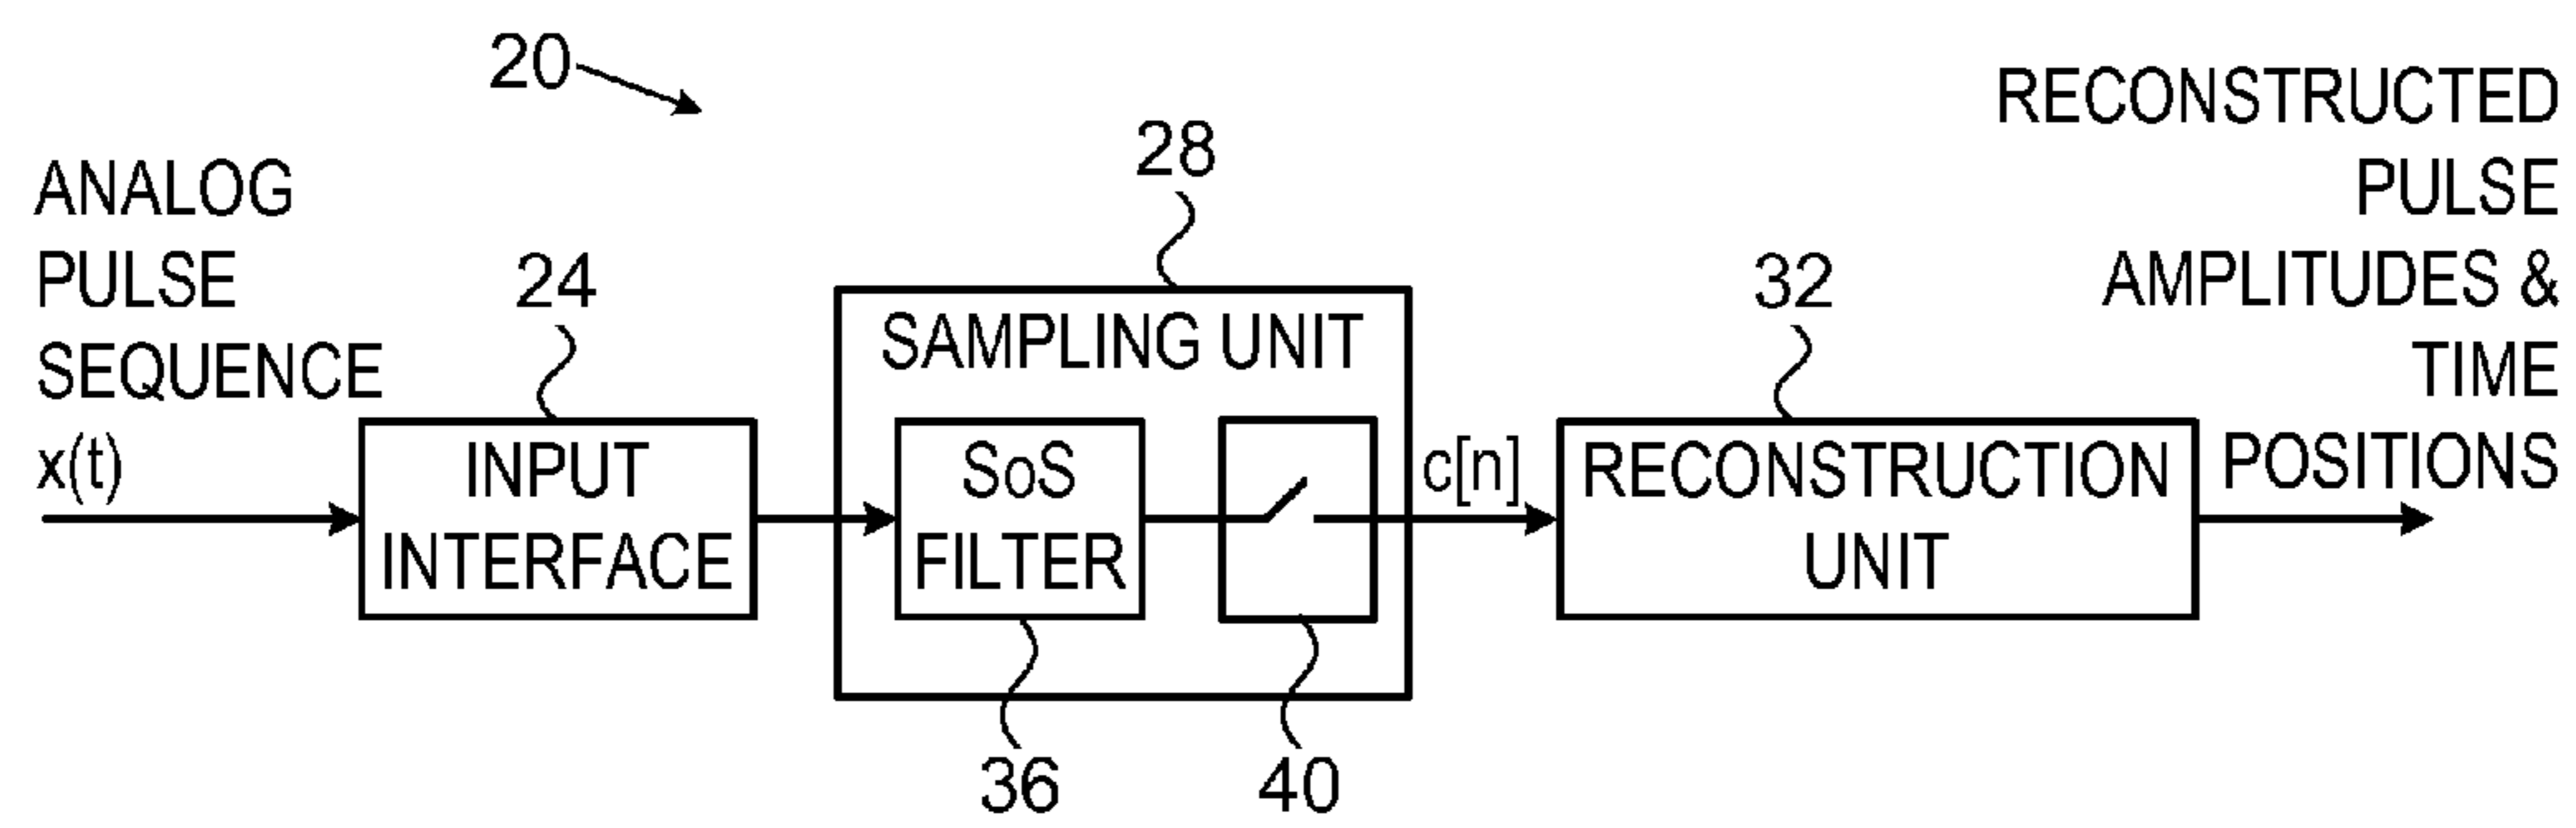 20
ANALOG
PULSE
SEQUENCE
x(t)
24
INPUT
INTERFACE
28
SAMPLING UNIT
SoS
FILTER
36
40
c[n]
32
RECONSTRUCTION
UNIT
RECONSTRUCTED
PULSE
AMPLITUDES &
TIME
POSITIONS